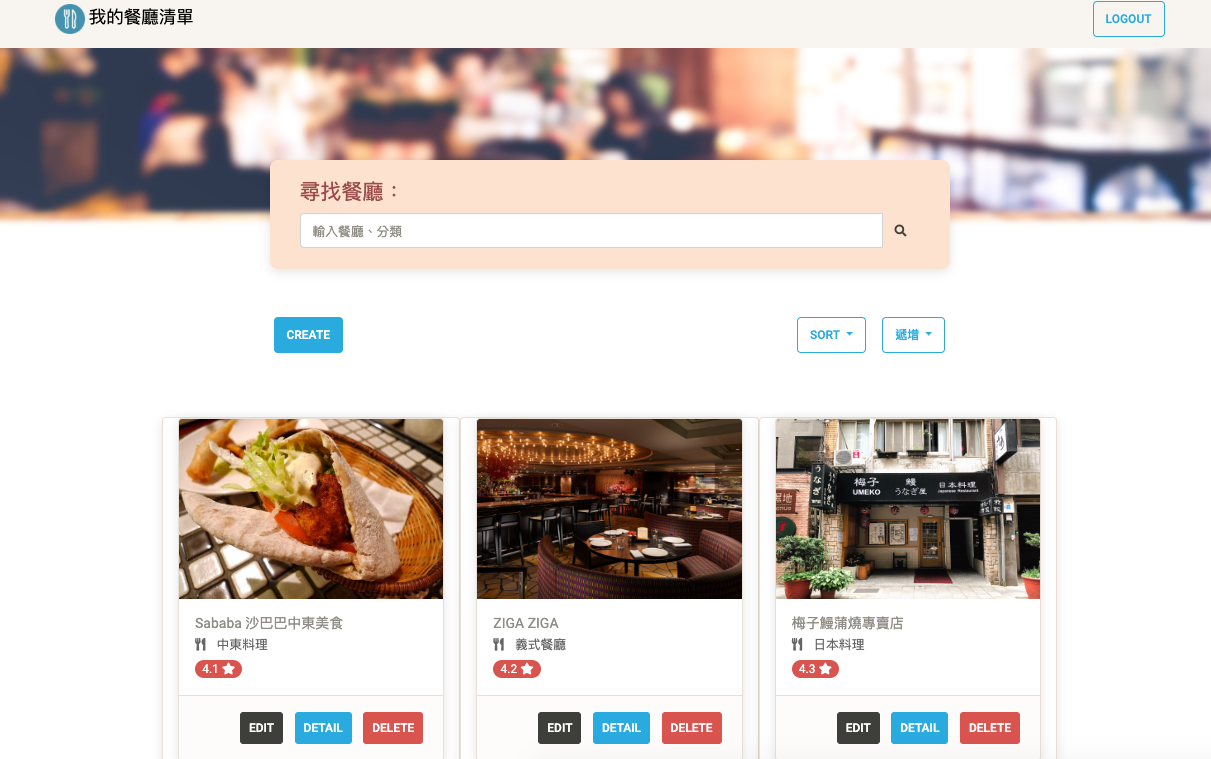 我的餐廳清單
LOGOUT
尋找餐廳：
輸入餐廳、分類
CREATE
SORT
遞增
梅子 鰻 日本料理
UMEKO うなぎ屋 Japanese Restaurant
うなぎ
Sababa 沙巴巴中東美食
ZIGA ZIGA
梅子鰻蒲燒專賣店
中東料理
義式餐廳
日本料理
4.1
4.2
4.3
EDIT DETAIL DELETE
EDIT DETAIL DELETE
EDIT DETAIL DELETE